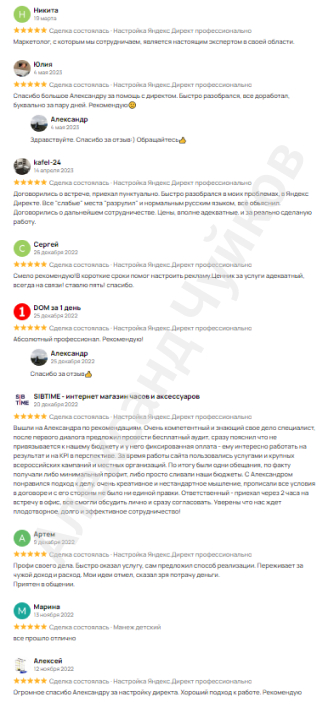 Никита
19 марта
Сделка состоялась · Настройка Яндекс.Директ профессионально
Маркетолог, с которым мы сотрудничаем, является настоящим экспертом в своей области.
Юлия
4 мая 2023
Сделка состоялась · Настройка Яндекс.Директ профессионально
Спасибо большое Александру за помощь с директом. Быстро разобрался, все доработал,
буквально за пару дней. Рекомендую😊
Александр
4 мая 2023
Здравствуйте. Спасибо за отзыв:) Обращайтесь👍
kafel-24
14 апреля 2023
Сделка состоялась · Настройка Яндекс.Директ профессионально
Договорились о встрече, приехал пунктуально. Быстро разобрался в моих проблемах, в Яндекс
Директе. Все "слабые" места "разрулил" и нормальным русским языком, все объяснил.
Договорились о дальнейшем сотрудничестве. Цены, вполне адекватные, и за реально сделаную
работу.
Сергей
26 декабря 2022
Сделка состоялась · Настройка Яндекс.Директ профессионально
Смело рекомендую!В короткие сроки помог настроить рекламу.Ценник за услуги адекватный,
всегда на связи! ставлю пять! спасибо.
1
DOM за 1 день
25 декабря 2022
Сделка состоялась · Настройка Яндекс.Директ профессионально
Абсолютный профессионал. Рекомендую!
Александр
25 декабря 2022
Спасибо за отзыв👍
SIB
TIME
SIBTIME - интернет магазин часов и аксессуаров
20 декабря 2022
Сделка состоялась · Настройка Яндекс.Директ профессионально
Вышли на Александра по рекомендации. Очень компетентный и знающий свое дело специалист,
после первого диалога предложил провести бесплатный аудит, сразу пояснил что не
привязывается к нашему бюджету и у него фиксированная оплата - ему интересно работать на
результат и на KPI в перспективе. За время работы сайта пользовались услугами и крупных
всероссийских кампаний и местных организаций. По итогу были одни обещания, по факту
получали либо минимальный профит, либо просто сливали наши бюджеты. С Александром
понравился подход к делу, очень креативное и нестандартное мышление, прописали все условия
в договоре и с его стороны не было ни единой правки. Ответственный - приехал через 2 часа на
встречу в офис, все смогли обсудить лично и сразу согласовать. Уверены что нас ждет
плодотворное, долго и эффективное сотрудничество!
А
Артем
5 декабря 2022
Сделка состоялась · Настройка Яндекс.Директ профессионально
Профи своего дела. Быстро оказал услугу, сам предложил способ реализации. Переживает за
чужой доход и расход. Мои идеи отмел, сказал зря потрачу деньги.
Приятен в общении.
М
Марина
13 ноября 2022
Сделка состоялась · Манеж детский
все прошло отлично
Алексей
12 ноября 2022
Сделка состоялась · Настройка Яндекс.Директ профессионально
Огромное спасибо Александру за настройку директа. Хороший подход к работе. Рекомендую
Александр Чуйков